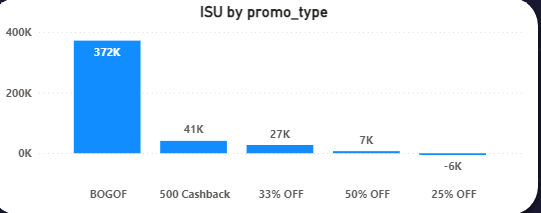 ISU by promo_type
400K
372K
200K
41K
27K
7K
0K
-6K
BOGOF 500 Cashback 33% OFF 50% OFF 25% OFF